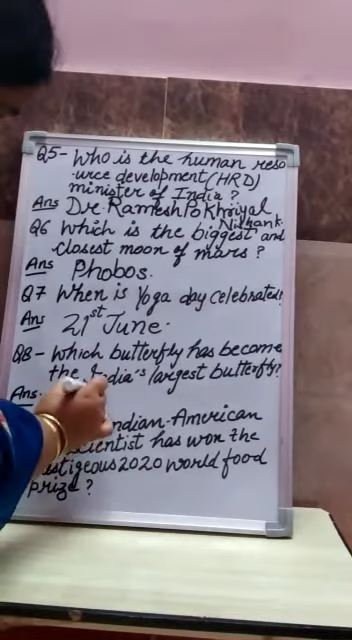 Q5- Who is the human reso
urce development (HRD)
minister of India?
Ans Dr. Ramesh Pokhriyal
Nishank.
Q6 Which is the biggest and
closest moon of mars?
Ans Phobos.
Q7 When is Yoga day celebrated?
Ans 21st June.
Q8- Which butterfly has become
the India's largest butterfly?
Ans.
Indian-American
has won the
2020 world food
prize?